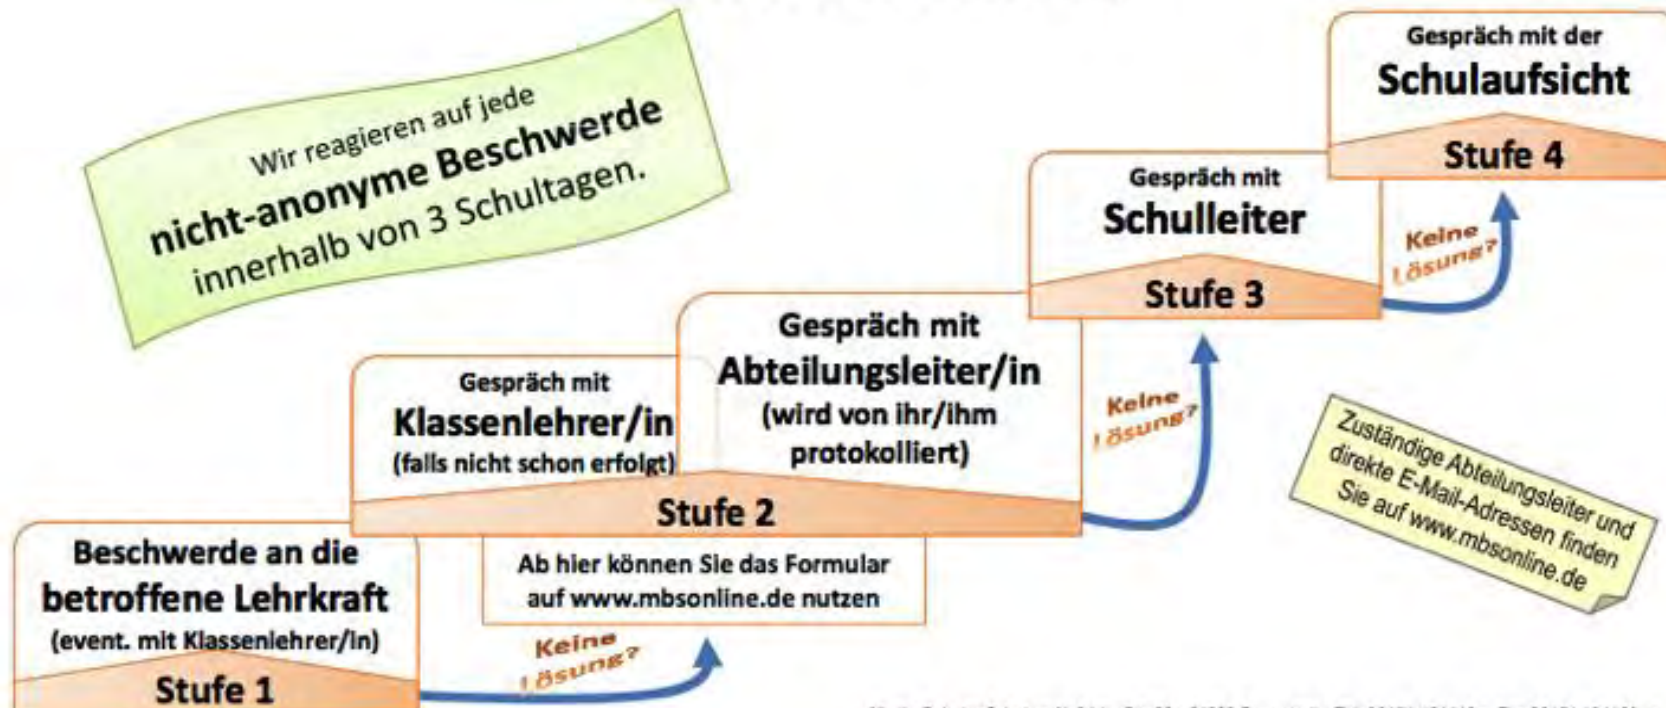 Wir reagieren auf jede
nicht-anonyme Beschwerde
innerhalb von 3 Schultagen.
Gespräch mit der
Schulaufsicht
Stufe 4
Gespräch mit
Schulleiter
Stufe 3
Keine
Lösung?
Gespräch mit
Abteilungsleiter/in
(wird von ihr/ihm
protokolliert)
Gespräch mit
Klassenlehrer/in
(falls nicht schon erfolgt)
Stufe 2
Keine
Lösung?
Zuständige Abteilungsleiter und
direkte E-Mail-Adressen finden
Sie auf www.mbsonline.de
Ab hier können Sie das Formular
auf www.mbsonline.de nutzen
Beschwerde an die
betroffene Lehrkraft
(event. mit Klassenlehrer/in)
Stufe 1
Keine
Lösung?